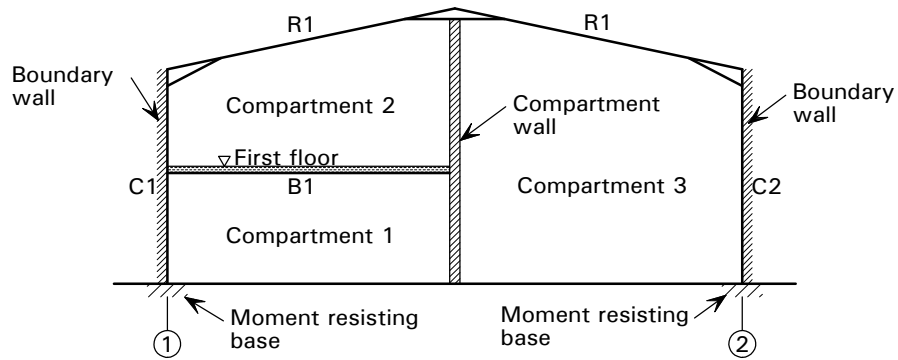 R1
R1
Boundary
wall
Compartment 2
Compartment
wall
Boundary
wall
First floor
C1
B1
Compartment 3
C2
Compartment 1
Moment resisting
base
Moment resisting
base
1
2